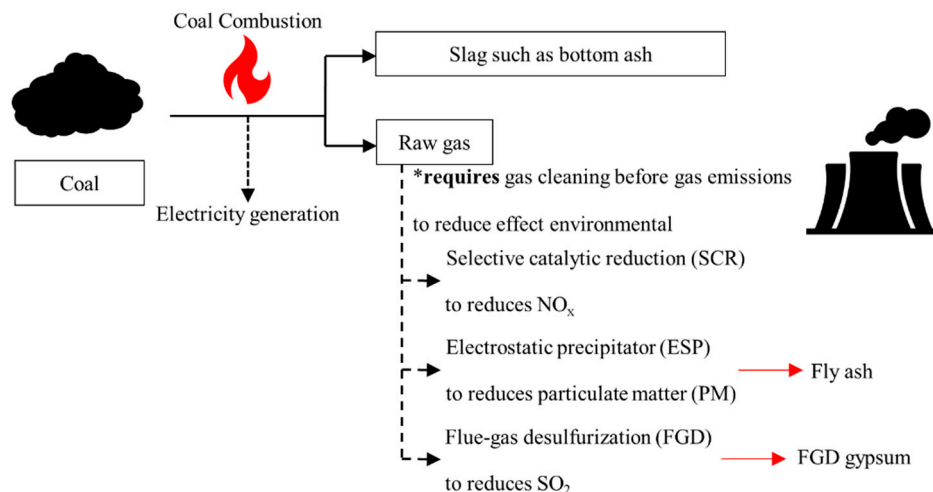 Coal Combustion
Slag such as bottom ash
Coal
Raw gas
Electricity generation
*requires gas cleaning before gas emissions
to reduce effect environmental
Selective catalytic reduction (SCR)
to reduces NOₓ
Electrostatic precipitator (ESP)
to reduces particulate matter (PM)
Fly ash
Flue-gas desulfurization (FGD)
to reduces SO₂
FGD gypsum